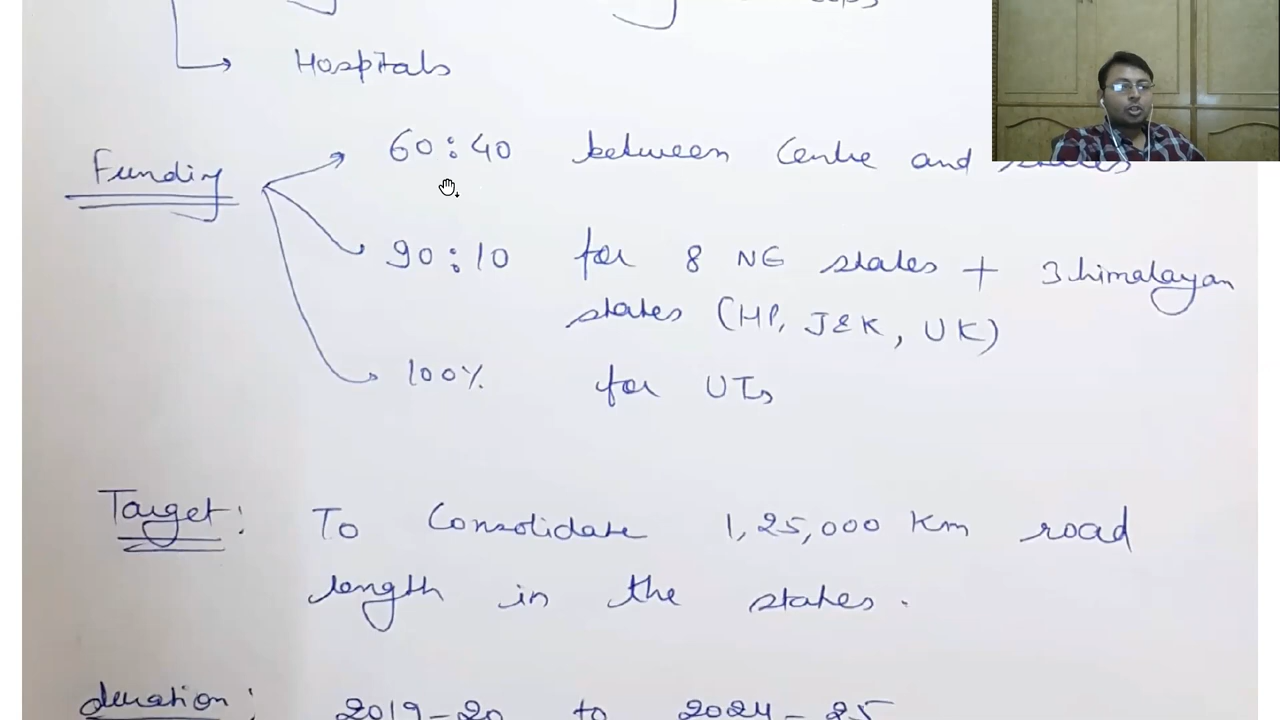 Hospitals
Funding
60:40 between Centre and states
90:10 for 8 NE states + 3 himalayan
states (HP, J&K, UK)
100% for UTs
Target: To Consolidate 1,25,000 Km road
length in the states.
duration: 2019-20 to 2024-25